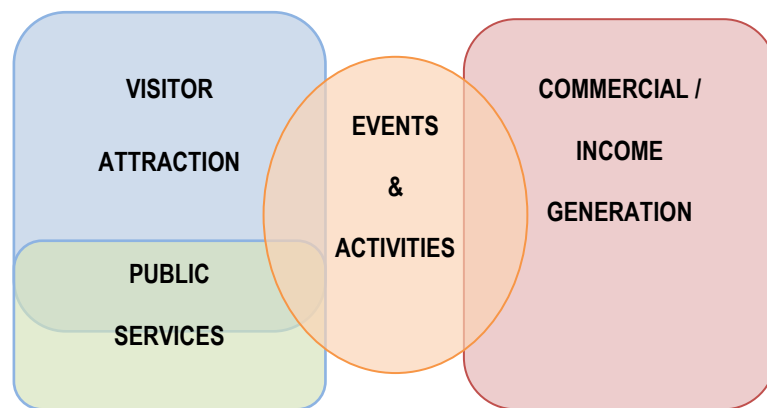 VISITOR
ATTRACTION
PUBLIC
SERVICES
EVENTS
&
ACTIVITIES
COMMERCIAL /
INCOME
GENERATION